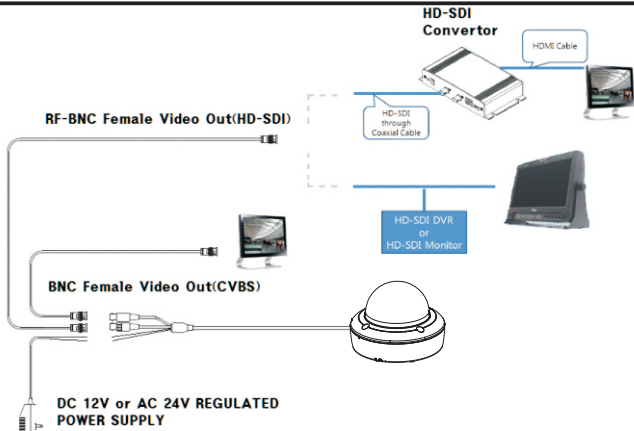 HD-SDI
Convertor
HDMI Cable
RF-BNC Female Video Out(HD-SDI)
HD-SDI
through
Coaxial Cable
HD-SDI DVR
or
HD-SDI Monitor
BNC Female Video Out(CVBS)
DC 12V or AC 24V REGULATED
POWER SUPPLY